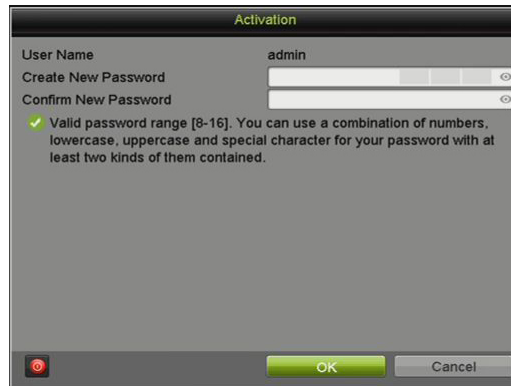 Activation
User Name admin
Create New Password
Confirm New Password
Valid password range [8-16]. You can use a combination of numbers,
lowercase, uppercase and special character for your password with at
least two kinds of them contained.
OK Cancel